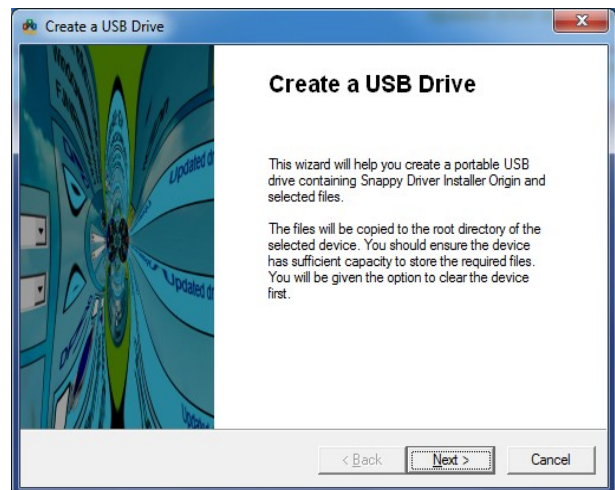 Create a USB Drive
Create a USB Drive
This wizard will help you create a portable USB
drive containing Snappy Driver Installer Origin and
selected files.
The files will be copied to the root directory of the
selected device. You should ensure the device
has sufficient capacity to store the required files.
You will be given the option to clear the device
first.
Updated
Updated
< Back
Next >
Cancel